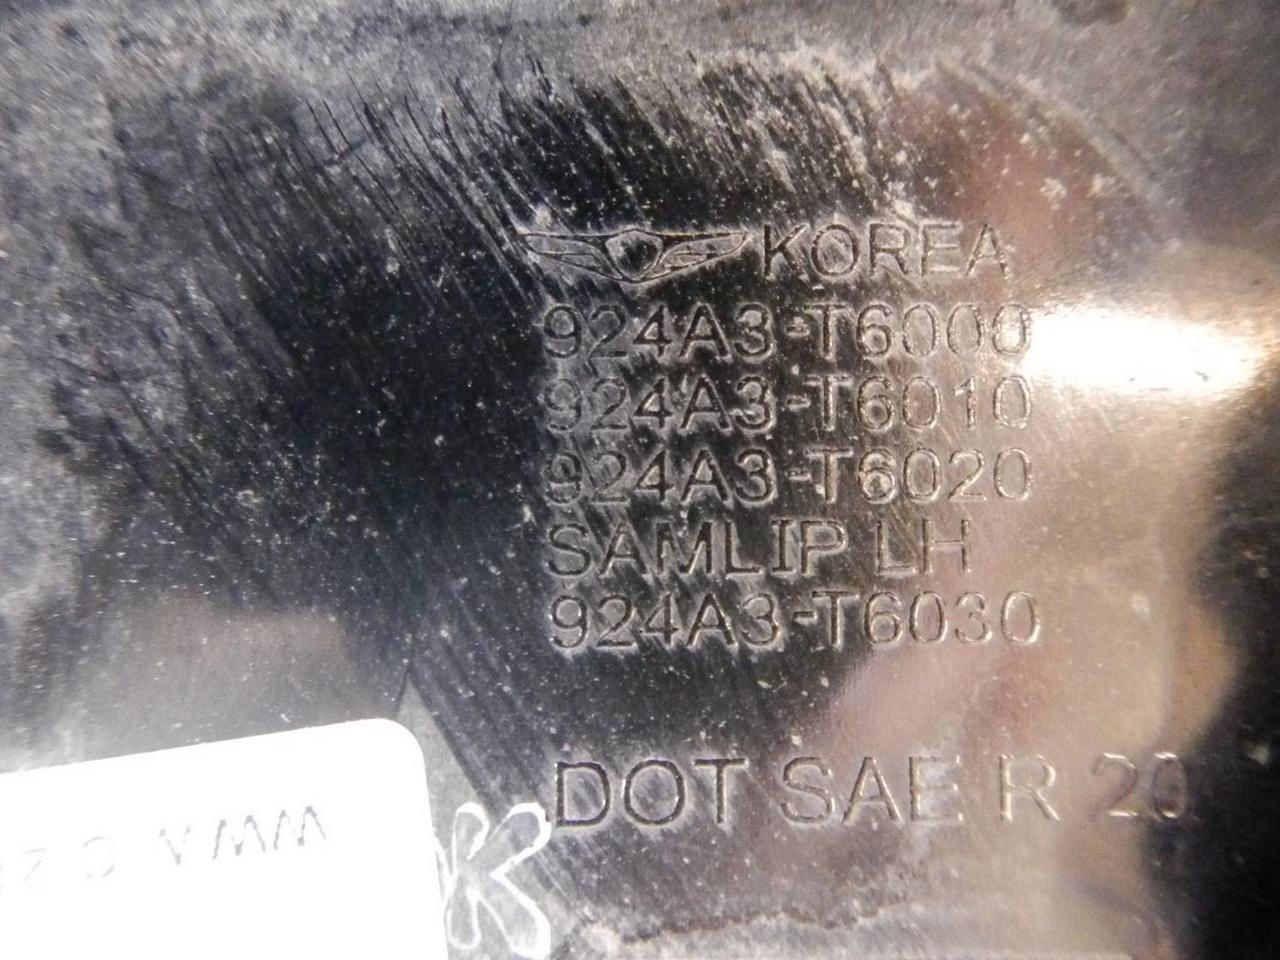 KOREA
924A3-T6000
924A3-T6010
924A3-T6020
SAMLIP LH
924A3-T6030
DOT SAE R 20